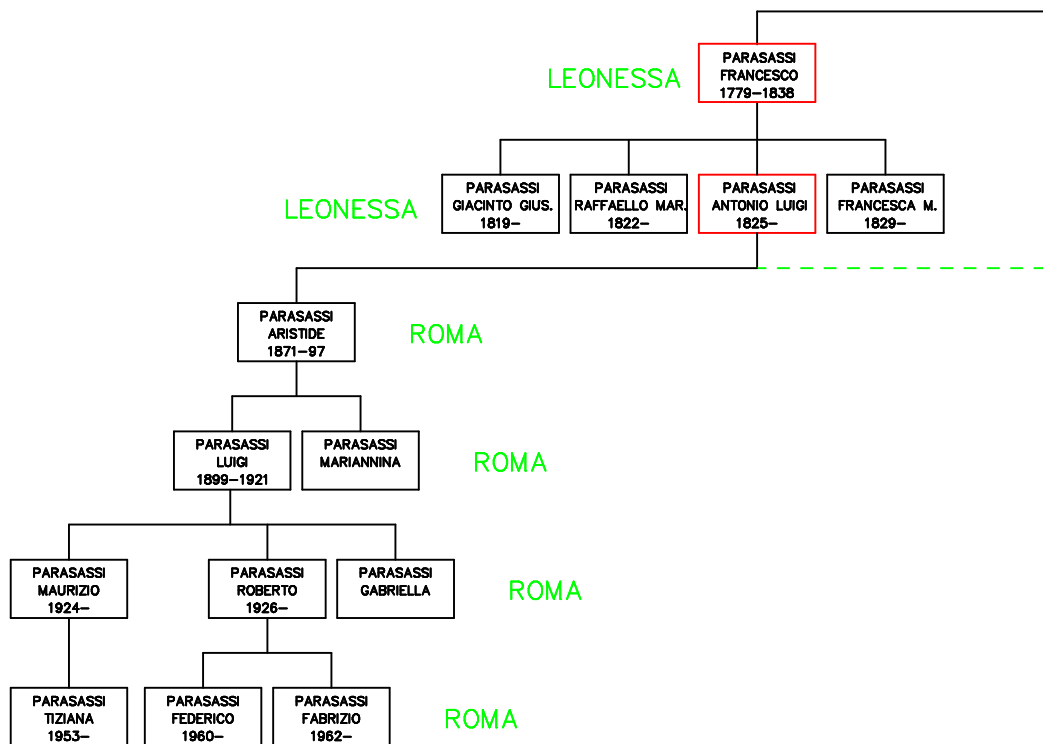 PARASASSI
FRANCESCO
1779-1838
LEONESSA
PARASASSI
GIACINTO GIUS.
1819-
PARASASSI
RAFFAELLO MAR.
1822-
PARASASSI
ANTONIO LUIGI
1825-
PARASASSI
FRANCESCA M.
1829-
LEONESSA
PARASASSI
ARISTIDE
1871-97
ROMA
PARASASSI
LUIGI
1899-1921
PARASASSI
MARIANNINA
ROMA
PARASASSI
MAURIZIO
1924-
PARASASSI
ROBERTO
1926-
PARASASSI
GABRIELLA
ROMA
PARASASSI
TIZIANA
1953-
PARASASSI
FEDERICO
1960-
PARASASSI
FABRIZIO
1962-
ROMA